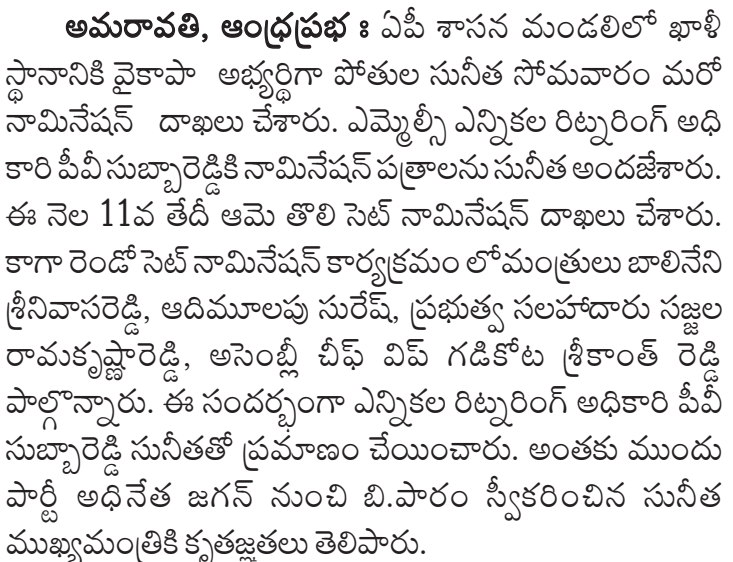 అమరావతి, ఆంధ్రప్రభ : ఏపీ శాసన మండలిలో ఖాళీ
స్థానానికి వైకాపా అభ్యర్థిగా పోతుల సునీత సోమవారం మరో
నామినేషన్ దాఖలు చేశారు. ఎమ్మెల్సీ ఎన్నికల రిట్నరింగ్ అధి
కారి పీవీ సుబ్బారెడ్డికి నామినేషన్ పత్రాలను సునీత అందజేశారు.
ఈ నెల 11వ తేదీ ఆమె తొలి సెట్ నామినేషన్ దాఖలు చేశారు.
కాగా రెండో సెట్ నామినేషన్ కార్యక్రమం లోమంత్రులు బాలినేని
శ్రీనివాసరెడ్డి, ఆదిమూలపు సురేష్, ప్రభుత్వ సలహాదారు సజ్జల
రామకృష్ణారెడ్డి, అసెంబ్లీ చీఫ్ విప్ గడికోట శ్రీకాంత్ రెడ్డి
పాల్గొన్నారు. ఈ సందర్భంగా ఎన్నికల రిట్నరింగ్ అధికారి పీవీ
సుబ్బారెడ్డి సునీతతో ప్రమాణం చేయించారు. అంతకు ముందు
పార్టీ అధినేత జగన్ నుంచి బి.పారం స్వీకరించిన సునీత
ముఖ్యమంత్రికి కృతజ్ఞతలు తెలిపారు.